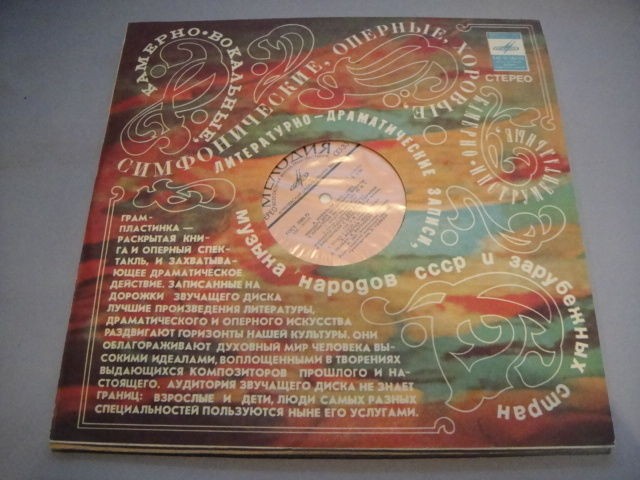 КАМЕРНО-ВОКАЛЬНЫЕ,
СИМФОНИЧЕСКИЕ, ОПЕРНЫЕ, ХОРОВЫЕ,
КАМЕРНО-ИНСТРУМЕНТАЛЬНЫЕ,
ЛИТЕРАТУРНО-ДРАМАТИЧЕСКИЕ ЗАПИСИ,
музыка народов ссср и зарубежных стран
СТЕРЕО
МЕЛОДИЯ
ГРАМ-
ПЛАСТИНКА —
РАСКРЫТАЯ КНИ-
ГА И ОПЕРНЫЙ СПЕК-
ТАКЛЬ, И ЗАХВАТЫВА-
ЮЩЕЕ ДРАМАТИЧЕСКОЕ
ДЕЙСТВИЕ. ЗАПИСАННЫЕ НА
ДОРОЖКИ ЗВУЧАЩЕГО ДИСКА
ЛУЧШИЕ ПРОИЗВЕДЕНИЯ ЛИТЕРАТУРЫ,
ДРАМАТИЧЕСКОГО И ОПЕРНОГО ИСКУССТВА
РАЗДВИГАЮТ ГОРИЗОНТЫ НАШЕЙ КУЛЬТУРЫ. ОНИ
ОБЛАГОРАЖИВАЮТ ДУХОВНЫЙ МИР ЧЕЛОВЕКА ВЫ-
СОКИМИ ИДЕАЛАМИ, ВОПЛОЩЕННЫМИ В ТВОРЕНИЯХ
ВЫДАЮЩИХСЯ КОМПОЗИТОРОВ ПРОШЛОГО И НА-
СТОЯЩЕГО. АУДИТОРИЯ ЗВУЧАЩЕГО ДИСКА НЕ ЗНАЕТ
ГРАНИЦ: ВЗРОСЛЫЕ И ДЕТИ, ЛЮДИ САМЫХ РАЗНЫХ
СПЕЦИАЛЬНОСТЕЙ ПОЛЬЗУЮТСЯ НЫНЕ ЕГО УСЛУГАМИ.